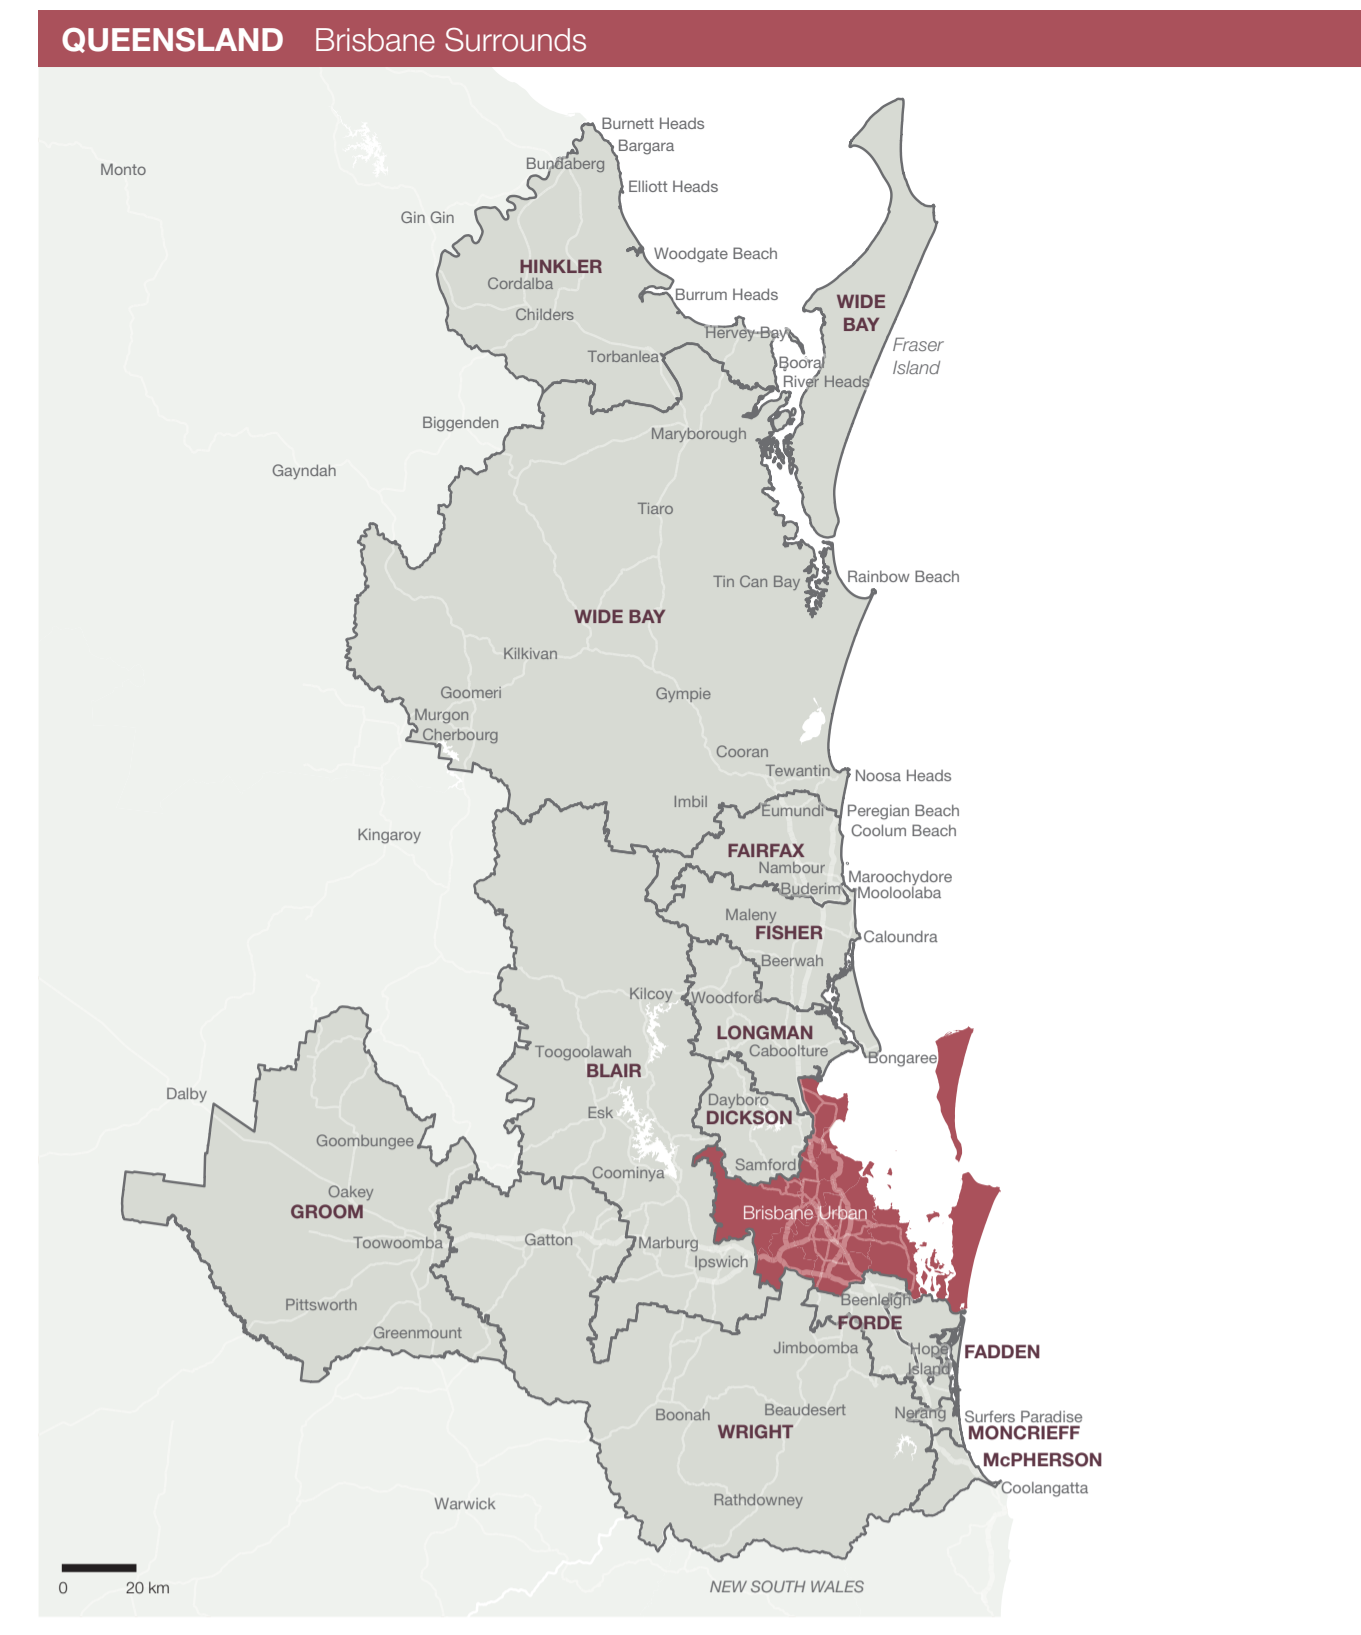 QUEENSLAND Brisbane Surrounds
Burnett Heads
Bargara
Bundaberg
Monto
Elliott Heads
Gin Gin
Woodgate Beach
HINKLER
Cordalba
Burrum Heads
WIDE
BAY
Childers
Hervey Bay
Fraser
Island
Torbanlea
Booral
River Heads
Biggenden
Maryborough
Gayndah
Tiaro
Rainbow Beach
Tin Can Bay
WIDE BAY
Kilkivan
Goomeri
Gympie
Murgon
Cherbourg
Cooran
Tewantin
Noosa Heads
Imbil
Eumundi
Peregian Beach
Coolum Beach
Kingaroy
FAIRFAX
Nambour
Maroochydore
Buderim
Mooloolaba
Maleny
FISHER
Caloundra
Beerwah
Kilcoy
Woodford
LONGMAN
Caboolture
Toogoolawah
Bongaree
BLAIR
Dalby
Dayboro
Esk
DICKSON
Goombungee
Samford
Coominya
Oakey
GROOM
Brisbane Urban
Toowoomba
Gatton
Marburg
Ipswich
Beenleigh
Pittsworth
FORDE
Greenmount
Jimboomba
Hope
Island
FADDEN
Boonah
Beaudesert
Nerang
Surfers Paradise
WRIGHT
MONCRIEFF
McPHERSON
Coolangatta
Rathdowney
Warwick
0 20 km
NEW SOUTH WALES